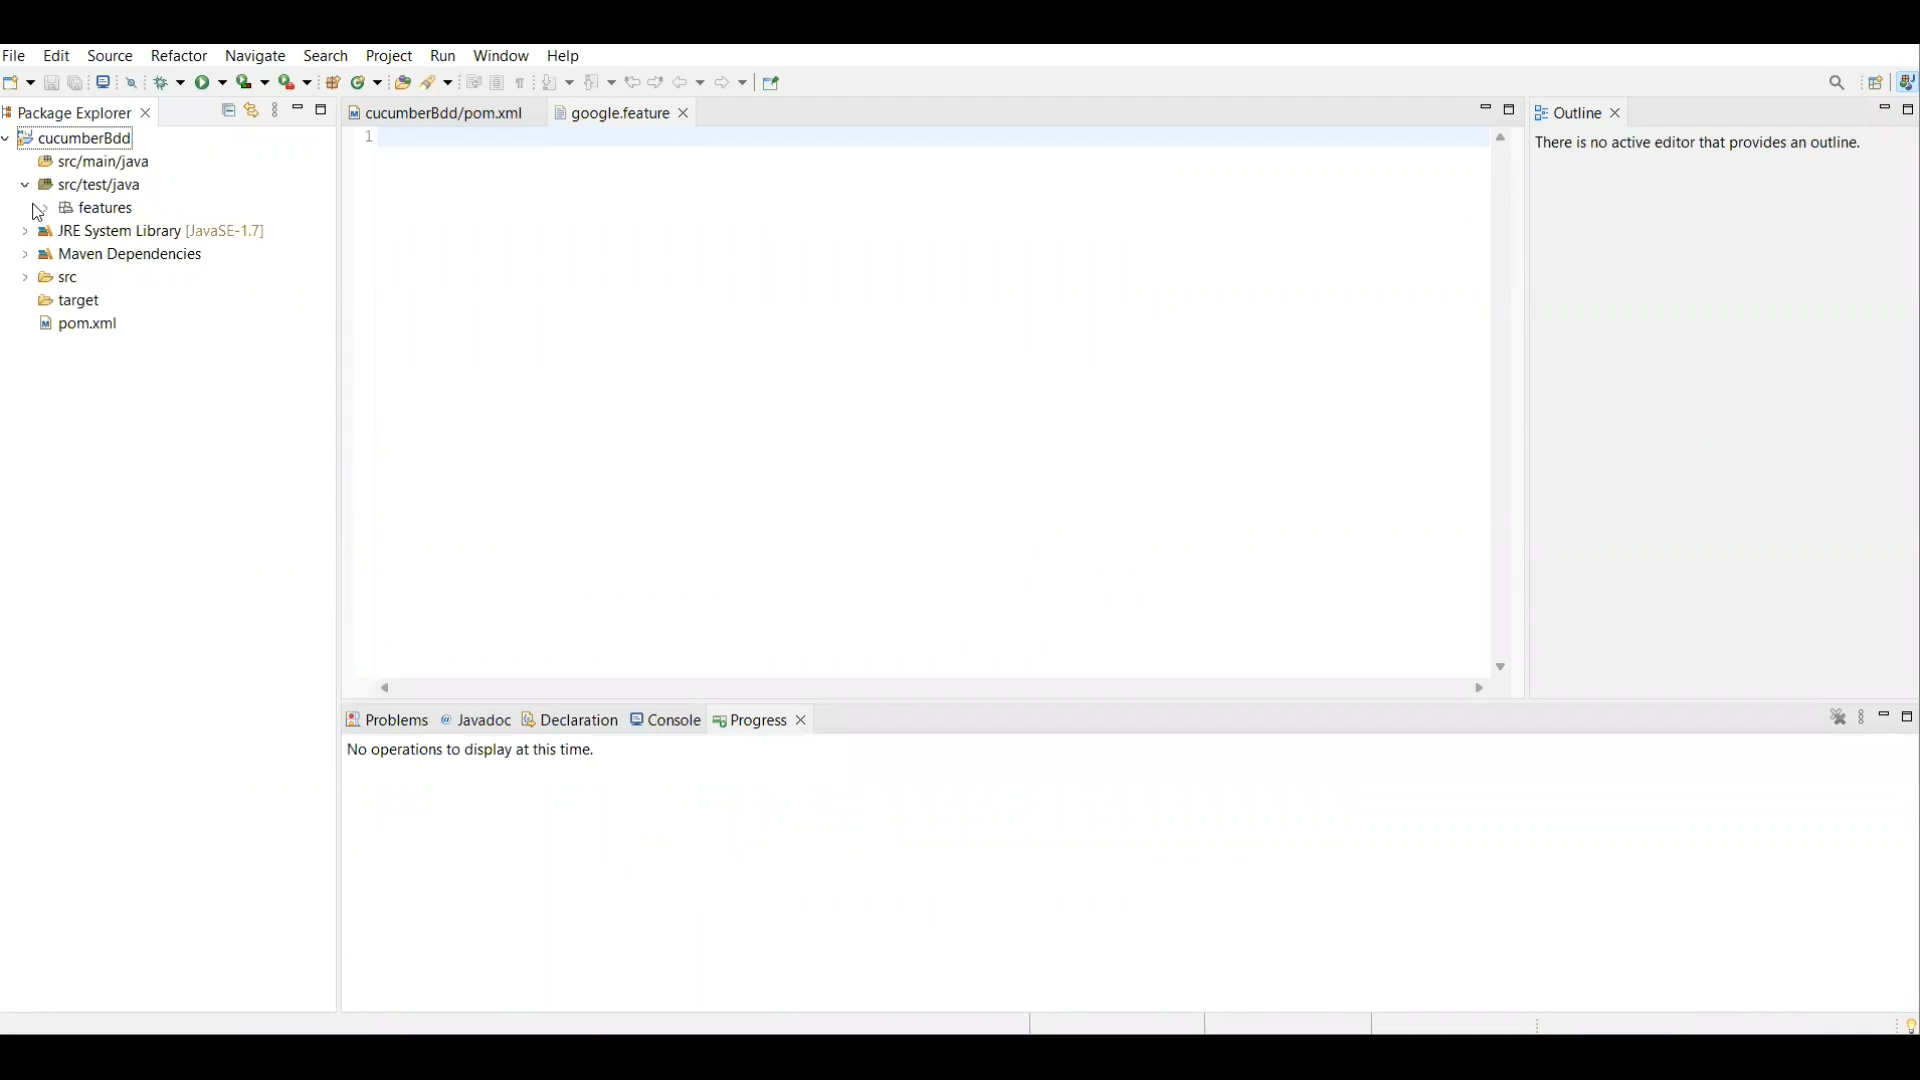 File Edit Source Refactor Navigate Search Project Run Window Help
Package Explorer
cucumberBdd/pom.xml google.feature
Outline
cucumberBdd
1
There is no active editor that provides an outline.
src/main/java
src/test/java
features
JRE System Library [JavaSE-1.7]
Maven Dependencies
src
target
pom.xml
Problems Javadoc Declaration Console Progress
No operations to display at this time.